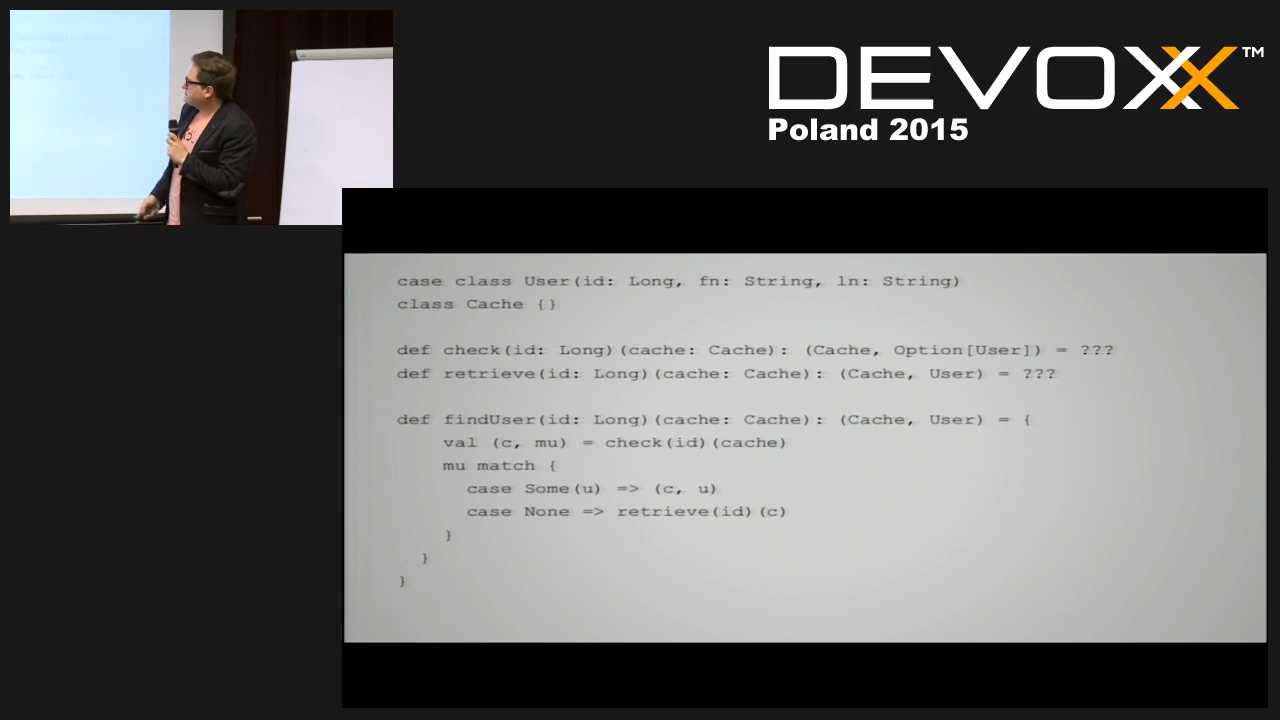 DEVOXX™
Poland 2015
case class User(id: Long, fn: String, ln: String)
class Cache {}
def check(id: Long)(cache: Cache): (Cache, Option[User]) = ???
def retrieve(id: Long)(cache: Cache): (Cache, User) = ???
def findUser(id: Long)(cache: Cache): (Cache, User) = {
val (c, mu) = check(id)(cache)
mu match {
case Some(u) => (c, u)
case None => retrieve(id)(c)
}
}
}